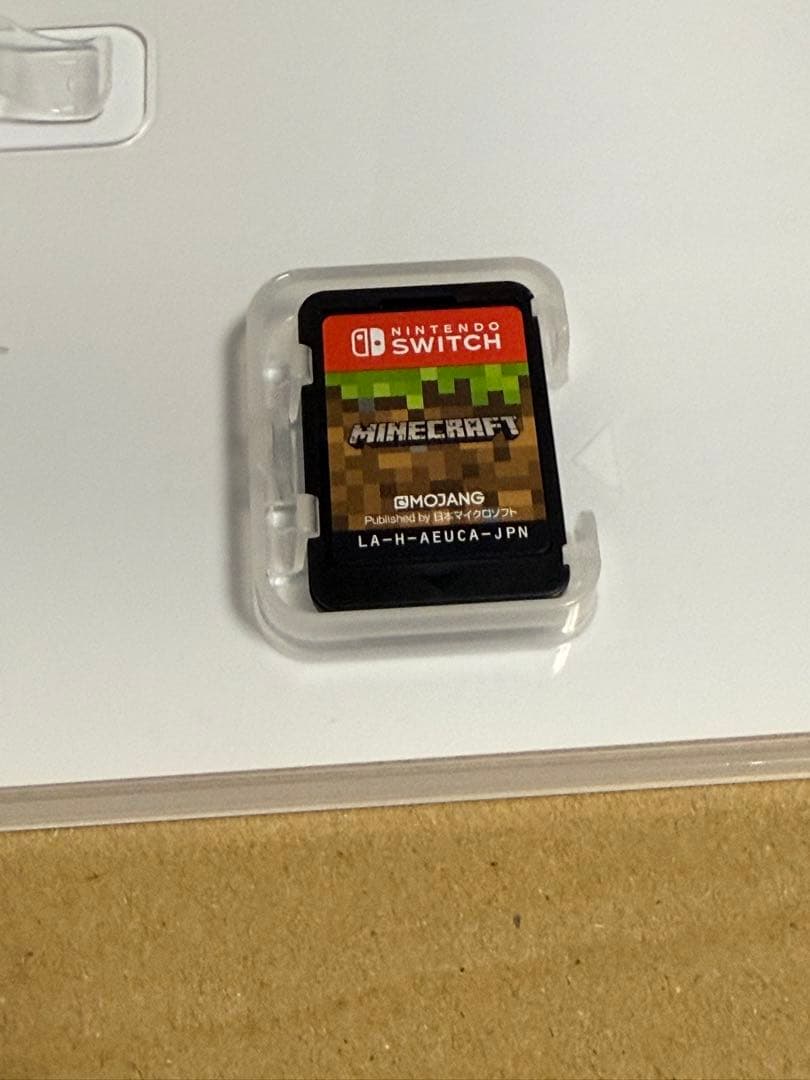 NINTENDO
SWITCH
MINECRAFT
MOJANG
Published by 日本マイクロソフト
LA-H-AEUCA-JPN